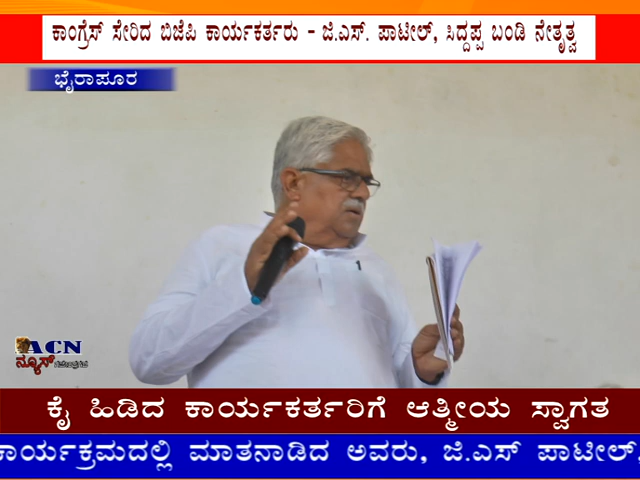 ಕಾಂಗ್ರೆಸ್ ಸೇರಿದ ಬಿಜೆಪಿ ಕಾರ್ಯಕರ್ತರು - ಜಿ.ಎಸ್. ಪಾಟೀಲ್, ಸಿದ್ದಪ್ಪ ಬಂಡಿ ನೇತೃತ್ವ
ಭೈರಾಪೂರ
ACN
ನ್ಯೂಸ್
ಕೈ ಹಿಡಿದ ಕಾರ್ಯಕರ್ತರಿಗೆ ಆತ್ಮೀಯ ಸ್ವಾಗತ
ಕಾರ್ಯಕ್ರಮದಲ್ಲಿ ಮಾತನಾಡಿದ ಅವರು, ಜಿ.ಎಸ್ ಪಾಟೀಲ್,